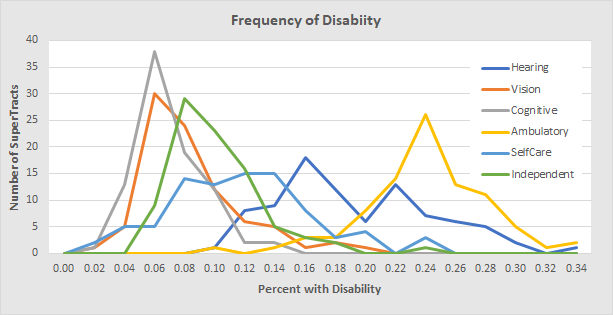 Frequency of Disabiity
40
35
30
25
20
15
10
5
0
Number of SuperTracts
Hearing
Vision
Cognitive
Ambulatory
SelfCare
Independent
0.00 0.02 0.04 0.06 0.08 0.10 0.12 0.14 0.16 0.18 0.20 0.22 0.24 0.26 0.28 0.30 0.32 0.34
Percent with Disability